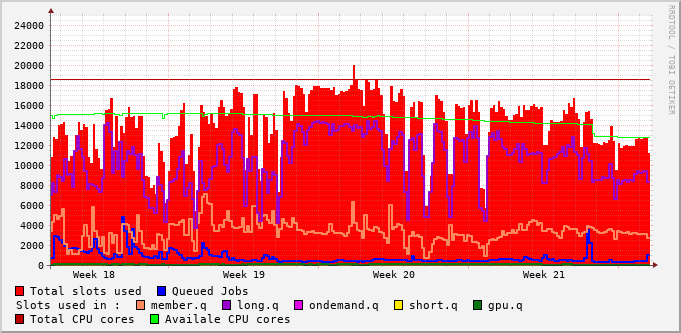 RRDTOOL / TOBI OETIKER
24000
22000
20000
18000
16000
14000
12000
10000
8000
6000
4000
2000
0
Week 18 Week 19 Week 20 Week 21
Total slots used Queued Jobs
Slots used in : member.q long.q ondemand.q short.q gpu.q
Total CPU cores Availale CPU cores